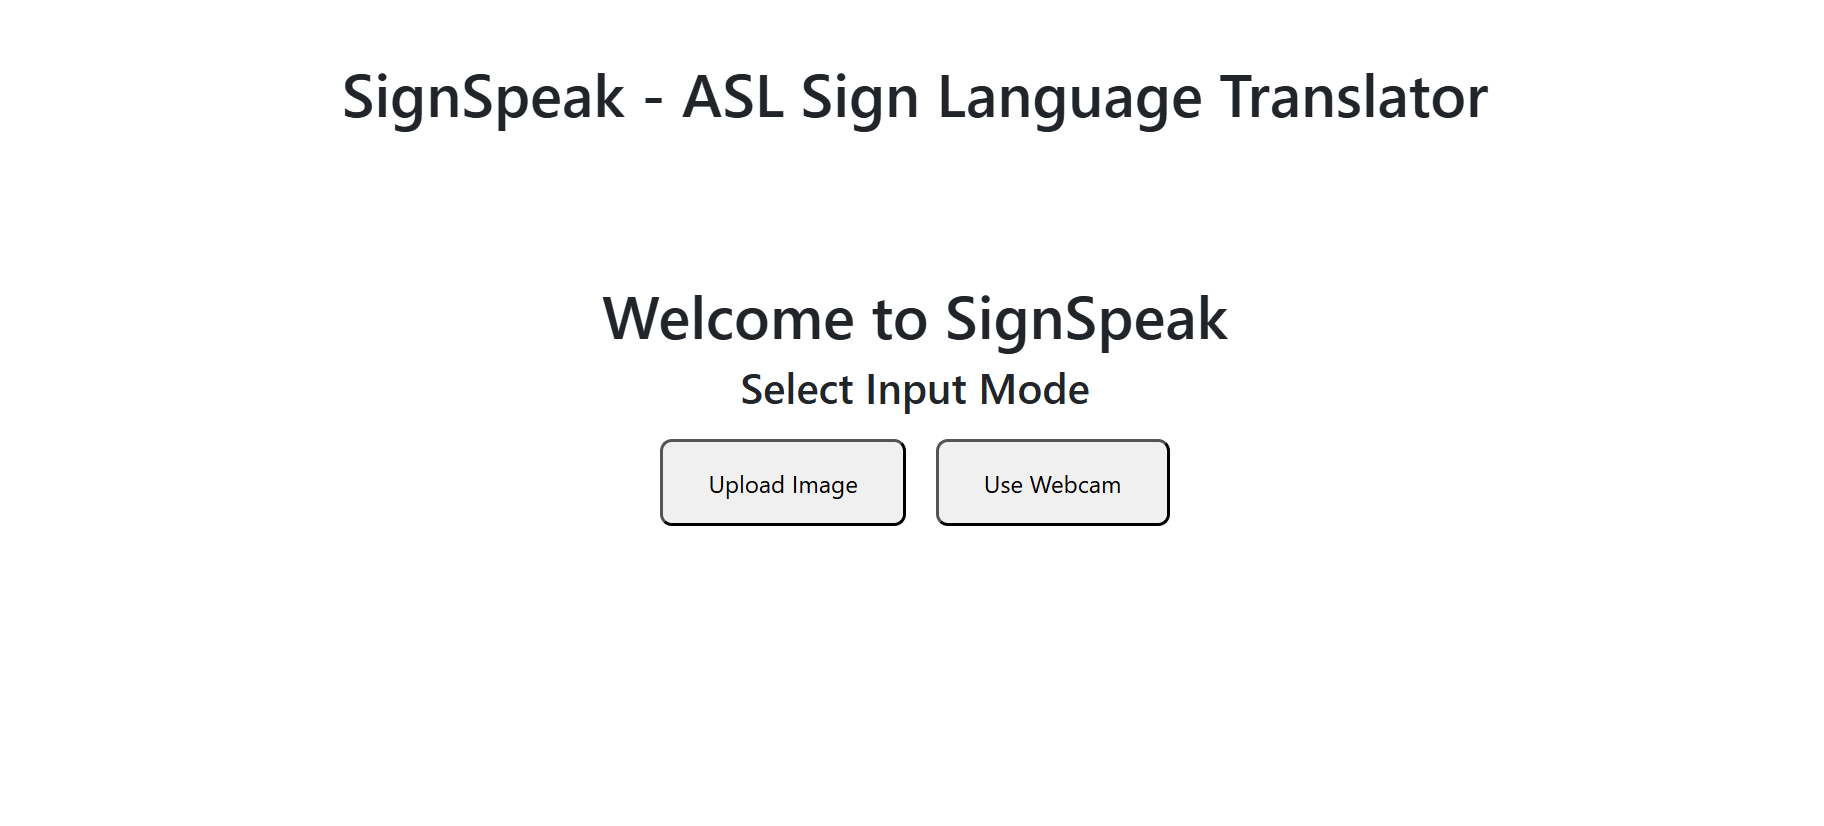 SignSpeak - ASL Sign Language Translator
Welcome to SignSpeak
Select Input Mode
Upload Image
Use Webcam